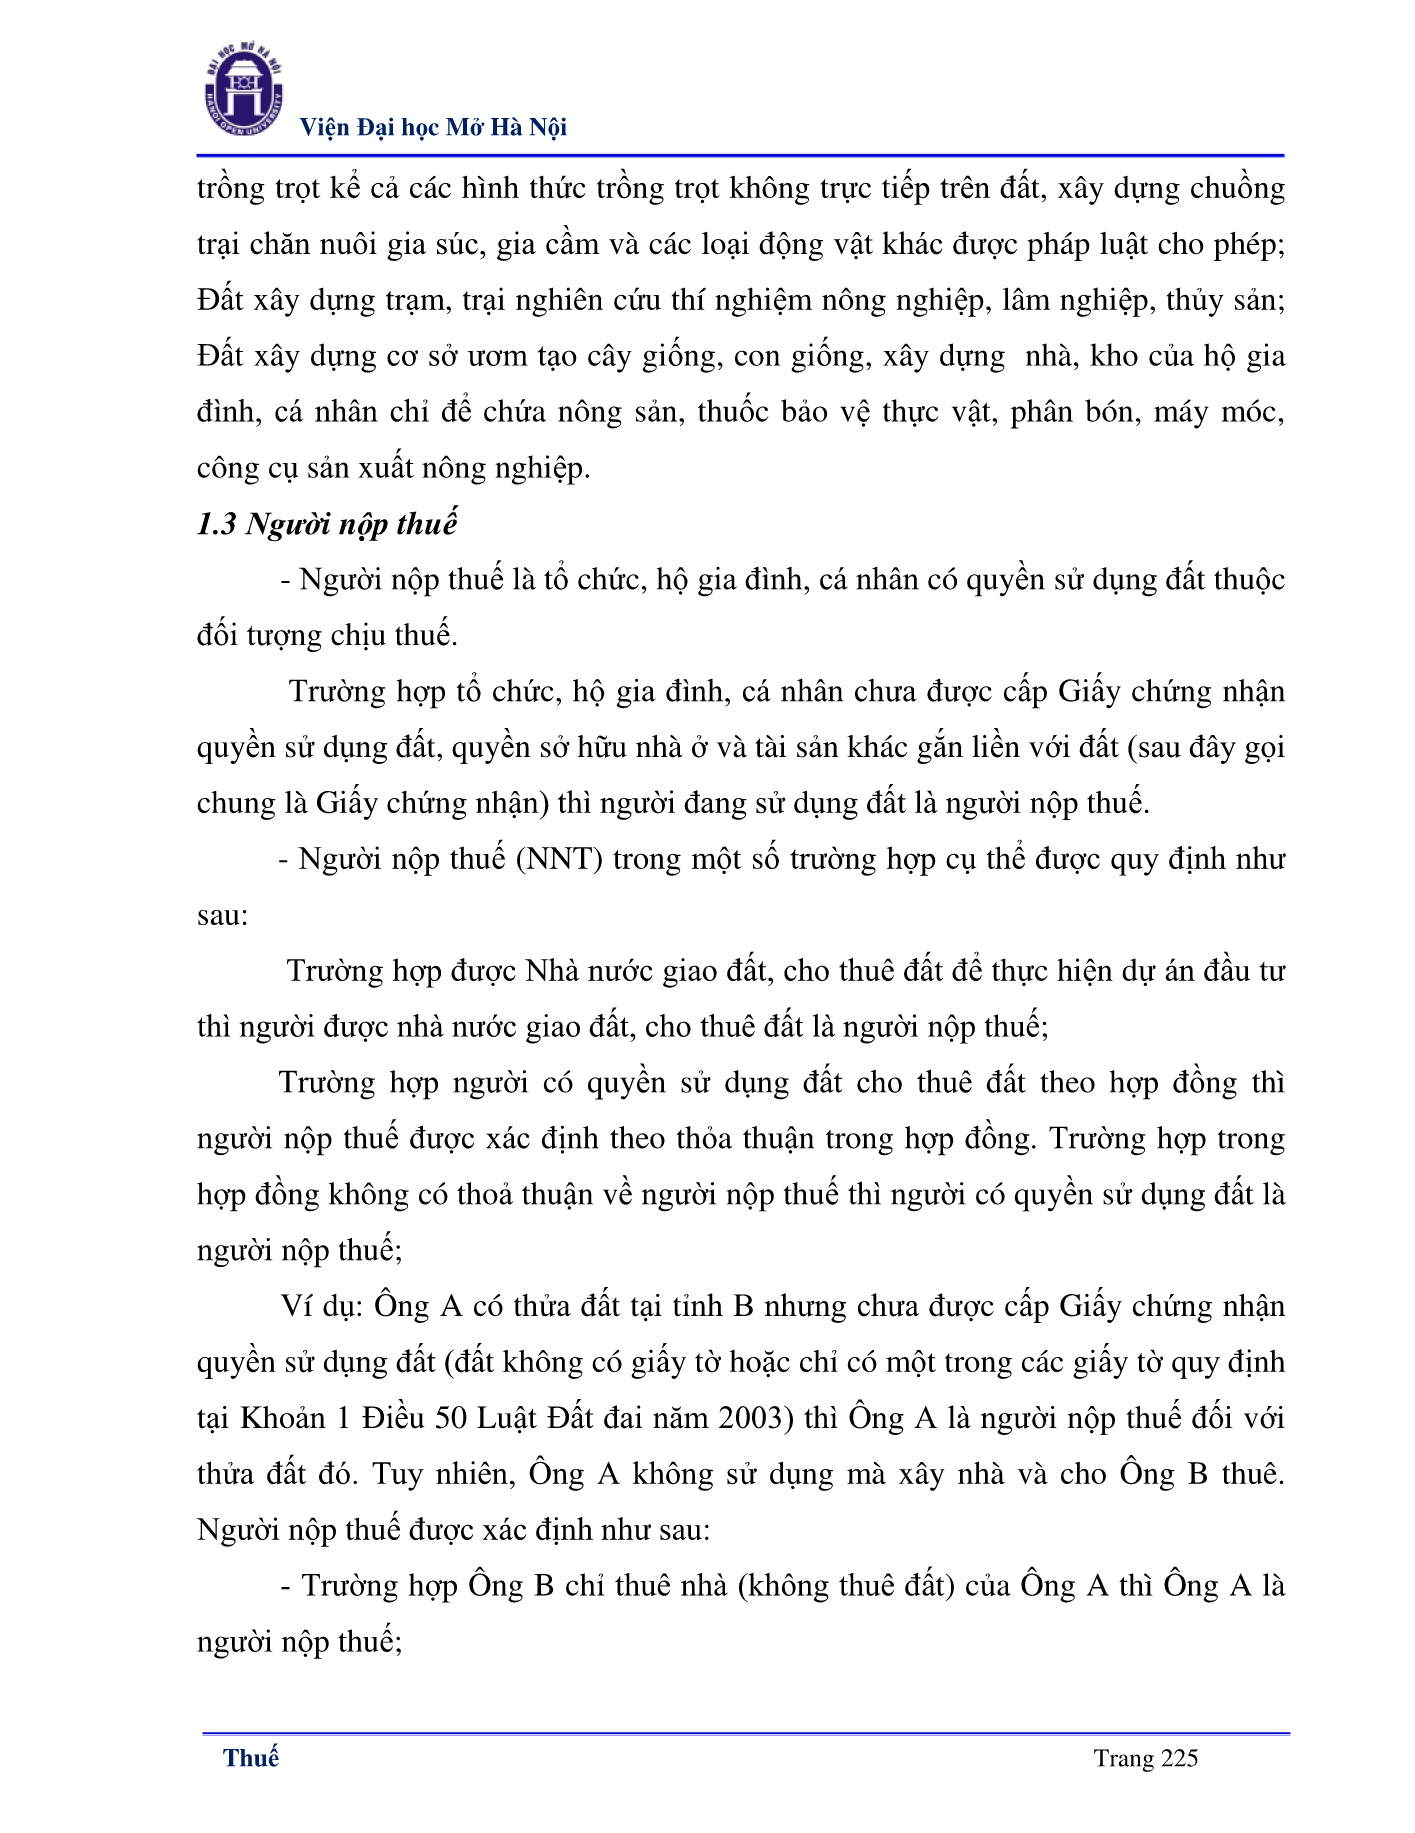 ĐẠI HỌC MỞ HÀ NỘI
HANOI OPEN UNIVERSITY
Viện Đại học Mở Hà Nội
trồng trọt kể cả các hình thức trồng trọt không trực tiếp trên đất, xây dựng chuồng
trại chăn nuôi gia súc, gia cầm và các loại động vật khác được pháp luật cho phép;
Đất xây dựng trạm, trại nghiên cứu thí nghiệm nông nghiệp, lâm nghiệp, thủy sản;
Đất xây dựng cơ sở ươm tạo cây giống, con giống, xây dựng  nhà, kho của hộ gia
đình, cá nhân chỉ để chứa nông sản, thuốc bảo vệ thực vật, phân bón, máy móc,
công cụ sản xuất nông nghiệp.
1.3 Người nộp thuế
- Người nộp thuế là tổ chức, hộ gia đình, cá nhân có quyền sử dụng đất thuộc
đối tượng chịu thuế.
Trường hợp tổ chức, hộ gia đình, cá nhân chưa được cấp Giấy chứng nhận
quyền sử dụng đất, quyền sở hữu nhà ở và tài sản khác gắn liền với đất (sau đây gọi
chung là Giấy chứng nhận) thì người đang sử dụng đất là người nộp thuế.
- Người nộp thuế (NNT) trong một số trường hợp cụ thể được quy định như
sau:
Trường hợp được Nhà nước giao đất, cho thuê đất để thực hiện dự án đầu tư
thì người được nhà nước giao đất, cho thuê đất là người nộp thuế;
Trường hợp người có quyền sử dụng đất cho thuê đất theo hợp đồng thì
người nộp thuế được xác định theo thỏa thuận trong hợp đồng. Trường hợp trong
hợp đồng không có thoả thuận về người nộp thuế thì người có quyền sử dụng đất là
người nộp thuế;
Ví dụ: Ông A có thửa đất tại tỉnh B nhưng chưa được cấp Giấy chứng nhận
quyền sử dụng đất (đất không có giấy tờ hoặc chỉ có một trong các giấy tờ quy định
tại Khoản 1 Điều 50 Luật Đất đai năm 2003) thì Ông A là người nộp thuế đối với
thửa đất đó. Tuy nhiên, Ông A không sử dụng mà xây nhà và cho Ông B thuê.
Người nộp thuế được xác định như sau:
- Trường hợp Ông B chỉ thuê nhà (không thuê đất) của Ông A thì Ông A là
người nộp thuế;
Thuế
Trang 225